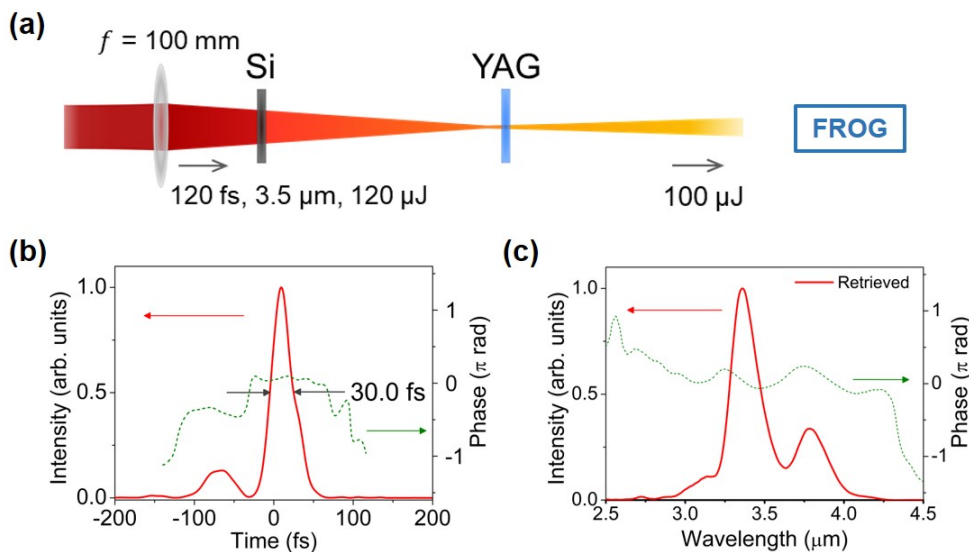 (a)
f = 100 mm
Si
YAG
FROG
120 fs, 3.5 µm, 120 µJ
100 µJ
(b)
Intensity (arb. units)
1.0
0.5
0.0
30.0 fs
1
0
-1
Phase (π rad)
-200 -100 0 100 200
Time (fs)
(c)
Intensity (arb. units)
1.0
0.5
0.0
Retrieved
1
0
-1
Phase (π rad)
2.5 3.0 3.5 4.0 4.5
Wavelength (μm)